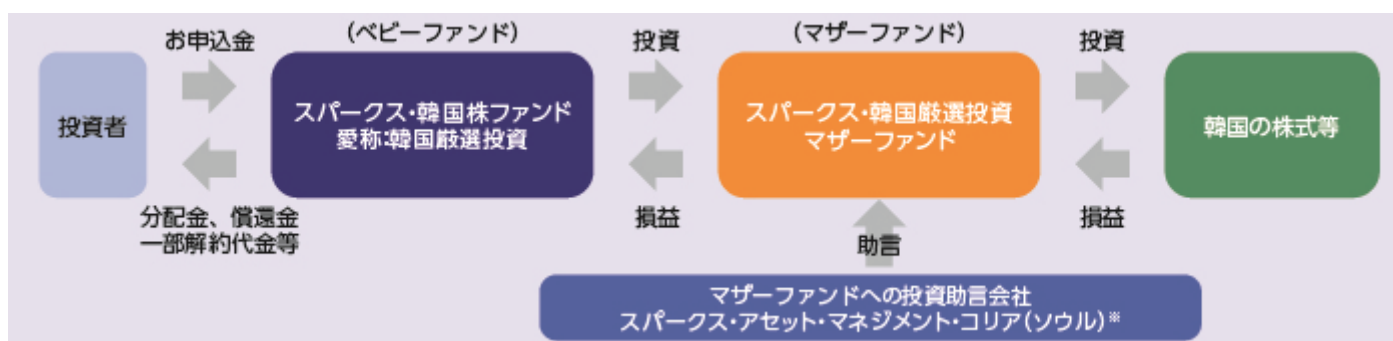 お申込金
(ベビーファンド)
投資
(マザーファンド)
投資
投資者
スパークス・韓国株ファンド
愛称:韓国厳選投資
スパークス・韓国厳選投資
マザーファンド
韓国の株式等
分配金、償還金
一部解約代金等
損益
助言
損益
マザーファンドへの投資助言会社
スパークス・アセット・マネジメント・コリア(ソウル)※